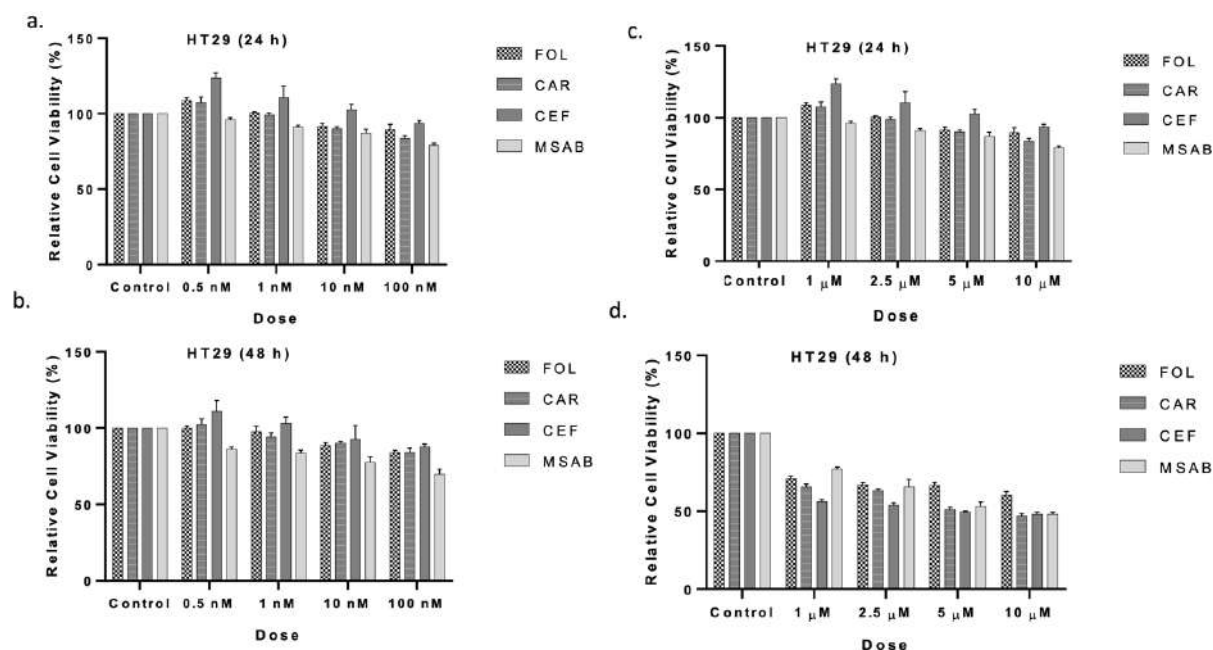 a.
HT29 (24 h)
Relative Cell Viability (%)
150
100
50
0
Control 0.5 nM 1 nM 10 nM 100 nM
Dose
FOL
CAR
CEF
MSAB
b.
HT29 (48 h)
Relative Cell Viability (%)
150
100
50
0
Control 0.5 nM 1 nM 10 nM 100 nM
Dose
FOL
CAR
CEF
MSAB
c.
HT29 (24 h)
Relative Cell Viability (%)
150
100
50
0
Control 1 μM 2.5 μM 5 μM 10 μM
Dose
FOL
CAR
CEF
MSAB
d.
HT29 (48 h)
Relative Cell Viability (%)
150
100
50
0
Control 1 μM 2.5 μM 5 μM 10 μM
Dose
FOL
CAR
CEF
MSAB